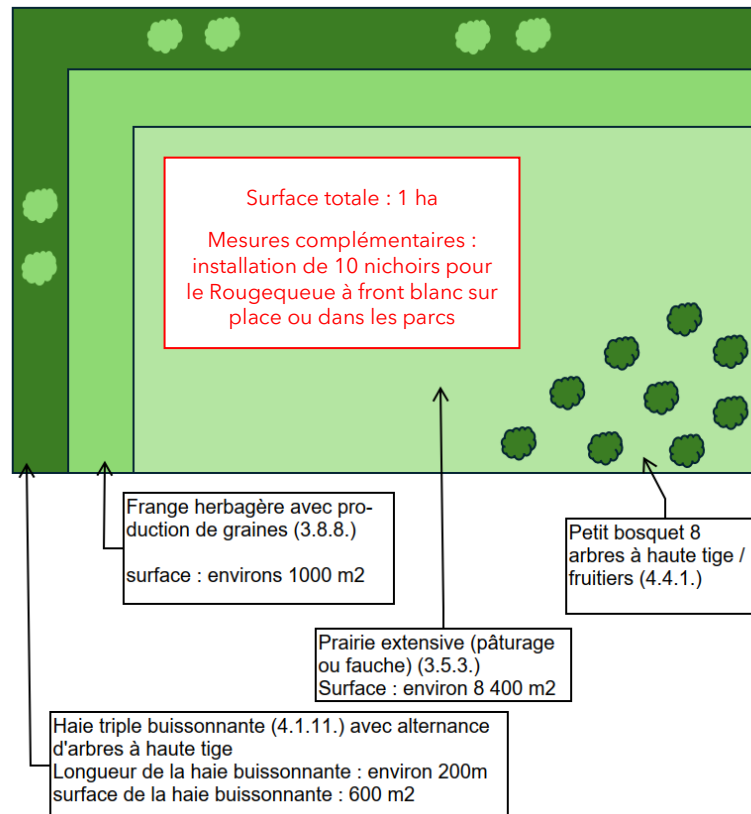 Surface totale : 1 ha
Mesures complémentaires :
installation de 10 nichoirs pour
le Rougequeue à front blanc sur
place ou dans les parcs
Frange herbagère avec pro-
duction de graines (3.8.8.)
surface : environs 1000 m2
Petit bosquet 8
arbres à haute tige /
fruitiers (4.4.1.)
Prairie extensive (pâturage
ou fauche) (3.5.3.)
Surface : environ 8 400 m2
Haie triple buissonnante (4.1.11.) avec alternance
d'arbres à haute tige
Longueur de la haie buissonnante : environ 200m
surface de la haie buissonnante : 600 m2